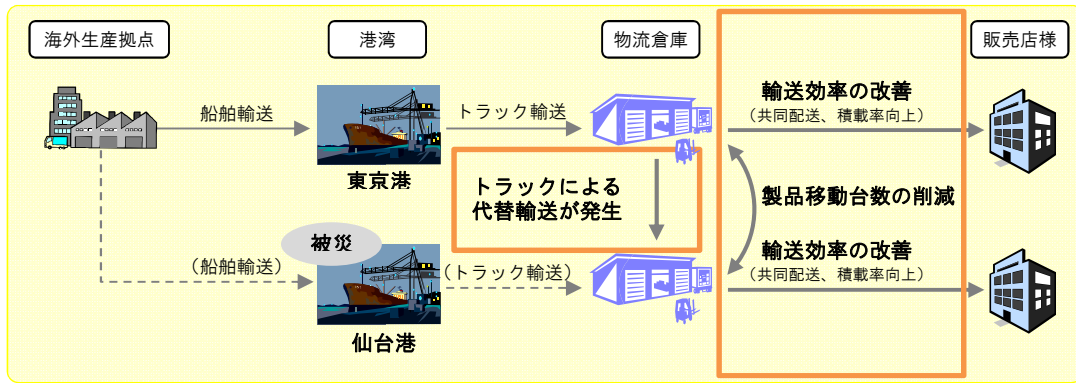 海外生産拠点
港湾
物流倉庫
販売店様
船舶輸送
トラック輸送
輸送効率の改善
（共同配送、積載率向上）
東京港
トラックによる
代替輸送が発生
製品移動台数の削減
被災
（船舶輸送）
（トラック輸送）
輸送効率の改善
（共同配送、積載率向上）
仙台港